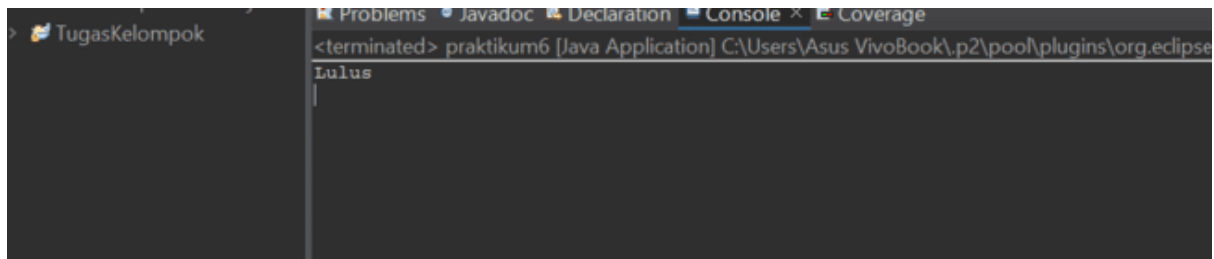 Problems Javadoc Declaration Console × Coverage
> TugasKelompok
<terminated> praktikum6 [Java Application] C:\Users\Asus VivoBook\.p2\pool\plugins\org.eclipse
Lulus